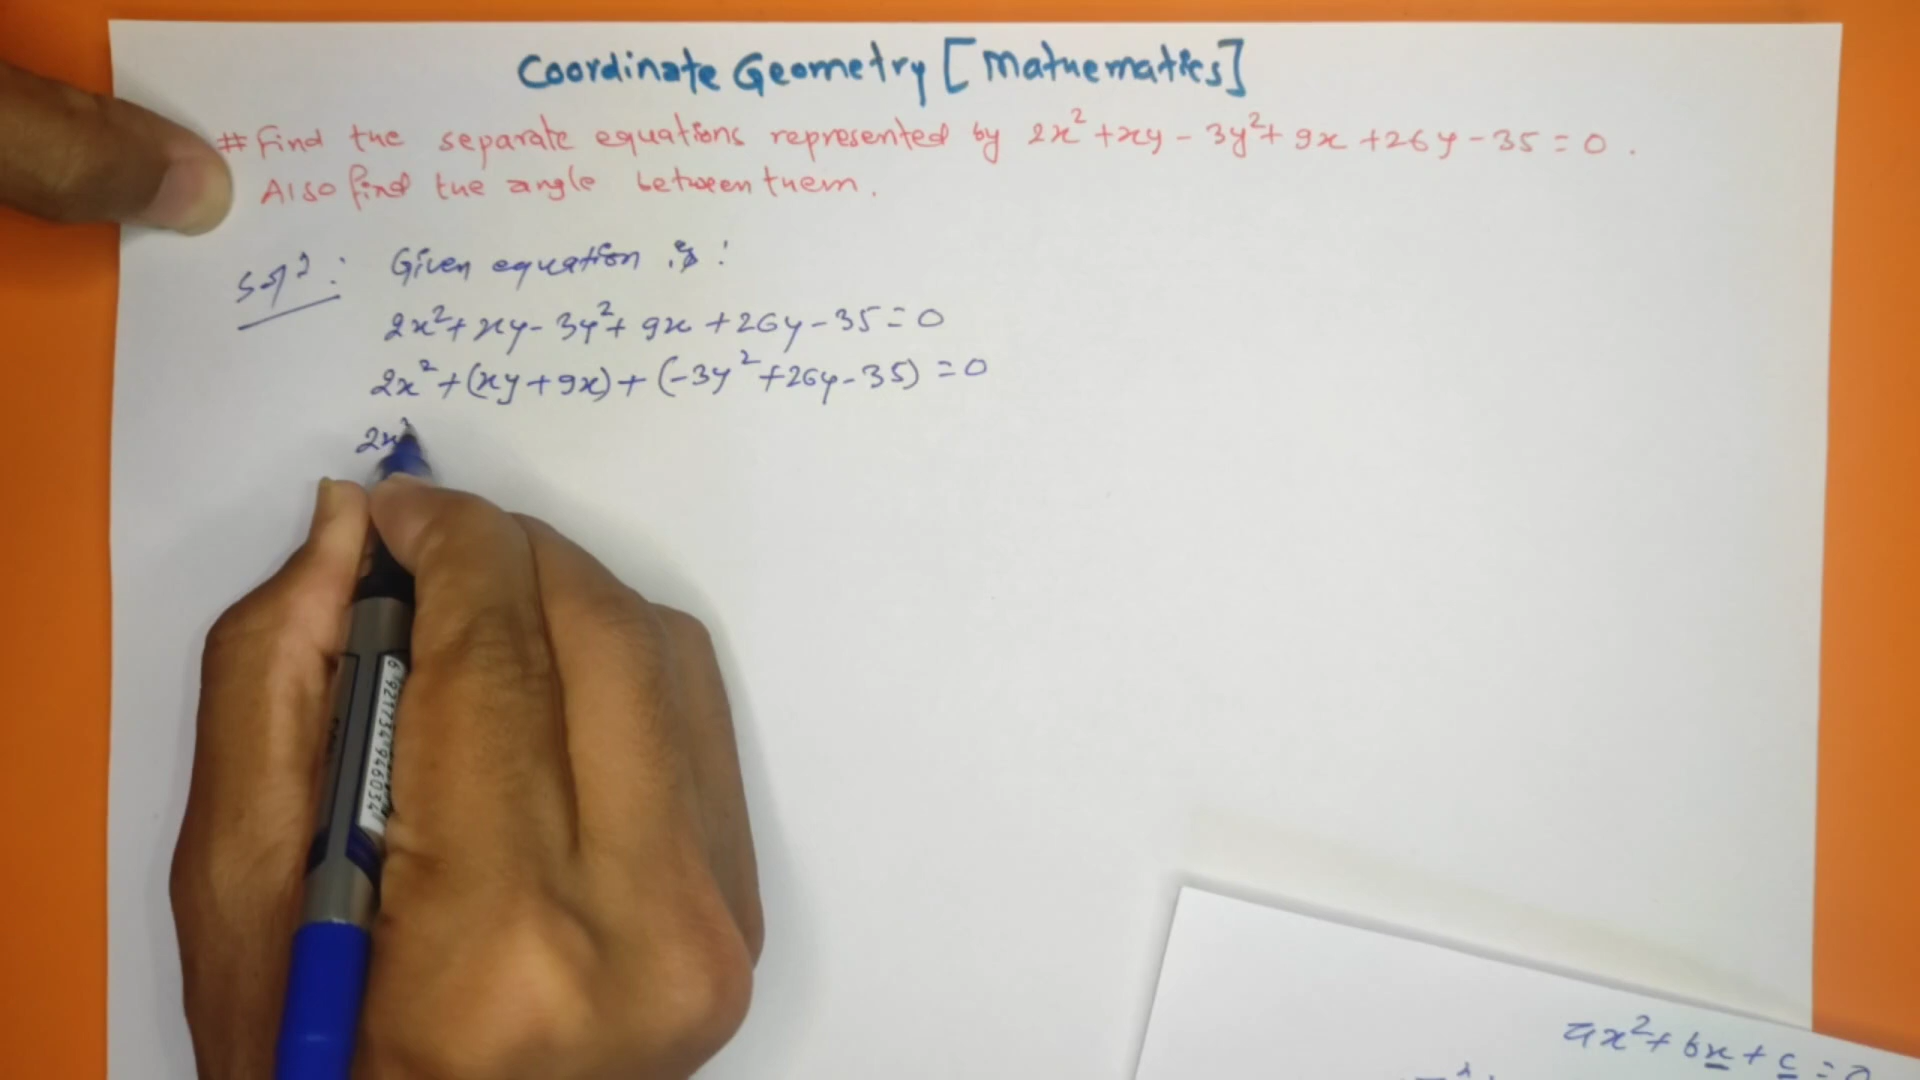 Coordinate Geometry [Mathematics]
# Find the separate equations represented by 2x²+xy-3y²+9x+26y-35=0.
Also find the angle between them.
Solⁿ: Given equation is:
2x²+xy-3y²+9x+26y-35=0
2x²+(xy+9x)+(-3y²+26y-35)=0
2x²
6921734946034
ax²+bx+c=0